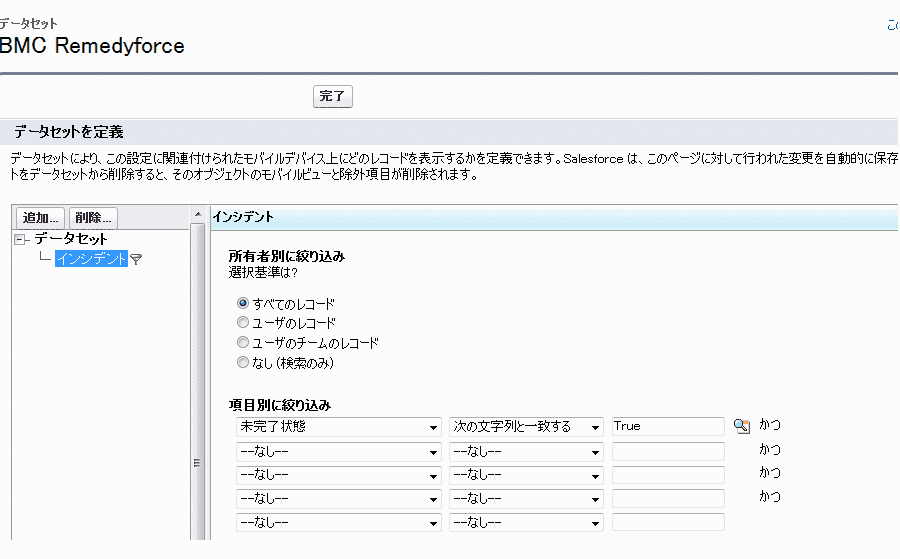 データセット
BMC Remedyforce
完了
データセットを定義
データセットにより、この設定に関連付けられたモバイルデバイス上にどのレコードを表示するかを定義できます。Salesforce は、このページに対して行われた変更を自動的に保存
トをデータセットから削除すると、そのオブジェクトのモバイルビューと除外項目が削除されます。
追加... 削除...
インシデント
データセット
インシデント
所有者別に絞り込み
選択基準は?
すべてのレコード
ユーザのレコード
ユーザのチームのレコード
なし (検索のみ)
項目別に絞り込み
未完了状態 次の文字列と一致する True かつ
--なし-- --なし-- かつ
--なし-- --なし-- かつ
--なし-- --なし-- かつ
--なし-- --なし--